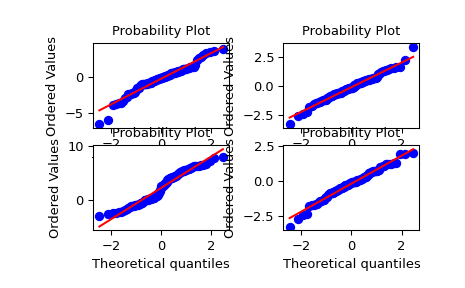 Probability Plot
Probability Plot
Ordered Values
0
−5
−2
0
2
Ordered Values
2.5
0.0
−2.5
−2
0
2
Probability Plot
Probability Plot
Ordered Values
10
0
−2
0
2
Theoretical quantiles
Ordered Values
2.5
0.0
−2.5
−2
0
2
Theoretical quantiles